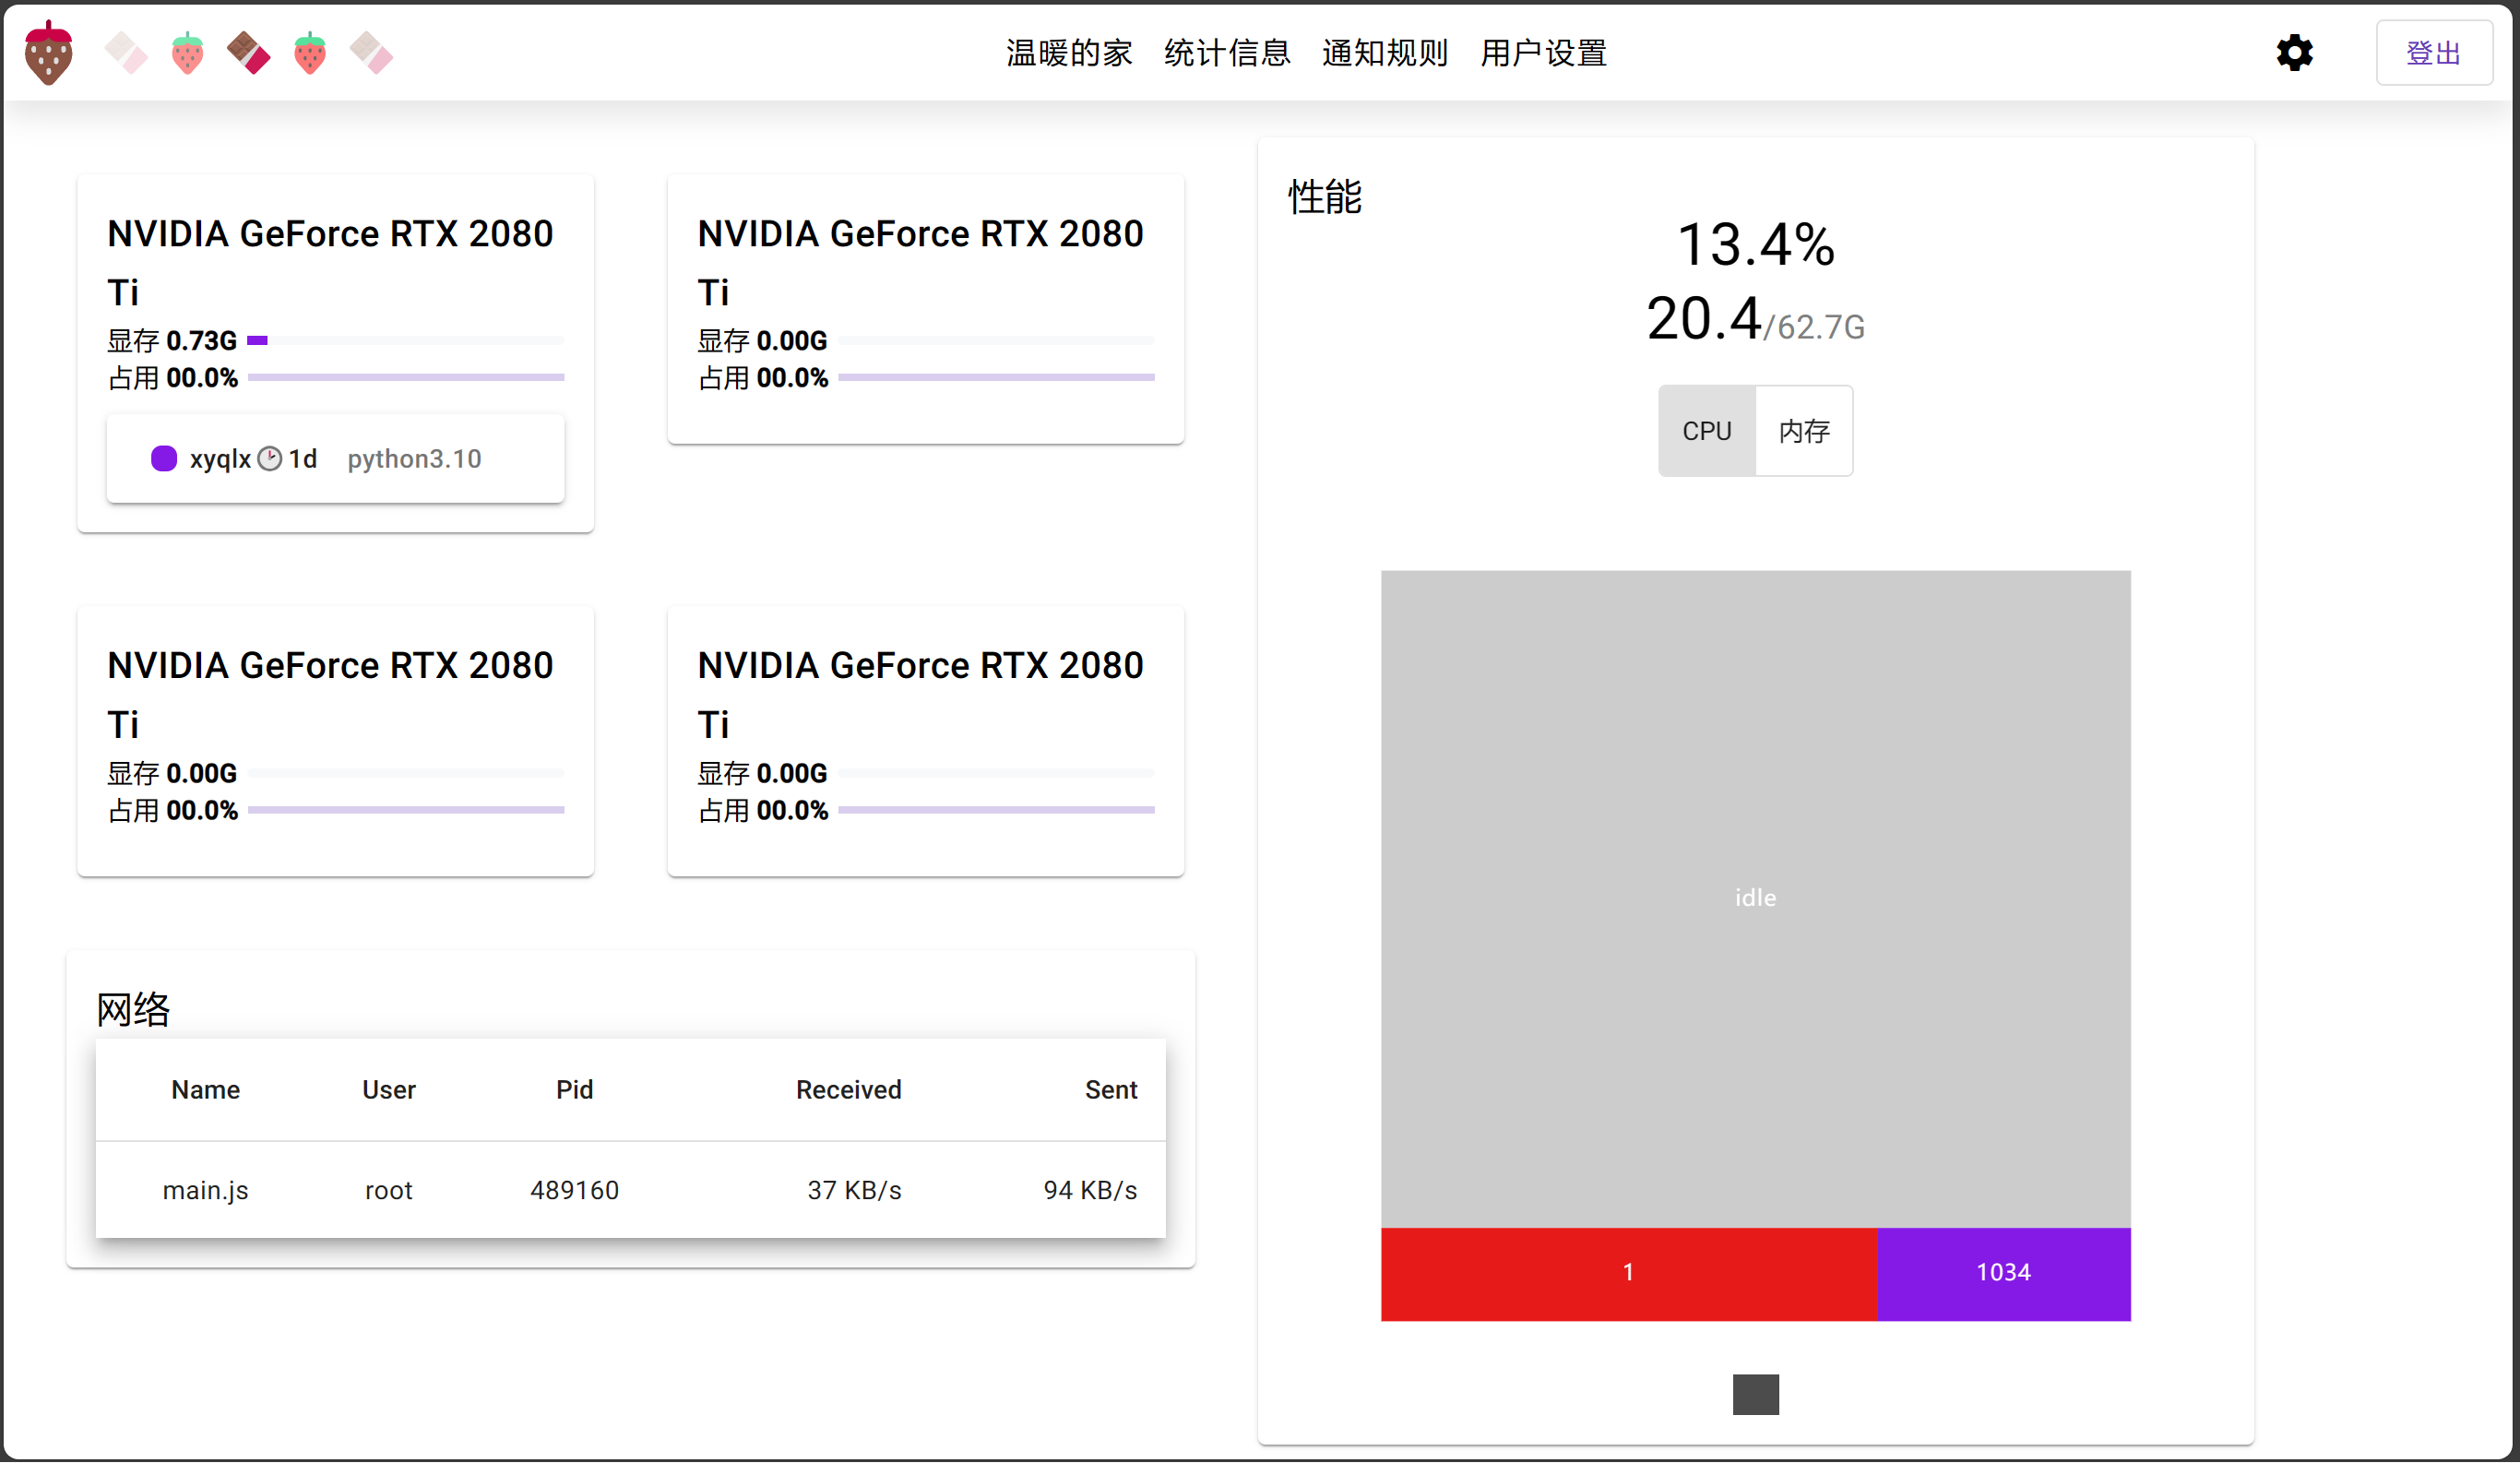 温暖的家 统计信息 通知规则 用户设置
登出
NVIDIA GeForce RTX 2080
Ti
显存 0.73G
占用 00.0%
xyqlx 1d python3.10
NVIDIA GeForce RTX 2080
Ti
显存 0.00G
占用 00.0%
NVIDIA GeForce RTX 2080
Ti
显存 0.00G
占用 00.0%
NVIDIA GeForce RTX 2080
Ti
显存 0.00G
占用 00.0%
网络
Name User Pid Received Sent
main.js root 489160 37 KB/s 94 KB/s
性能
13.4%
20.4/62.7G
CPU 内存
idle
1 1034